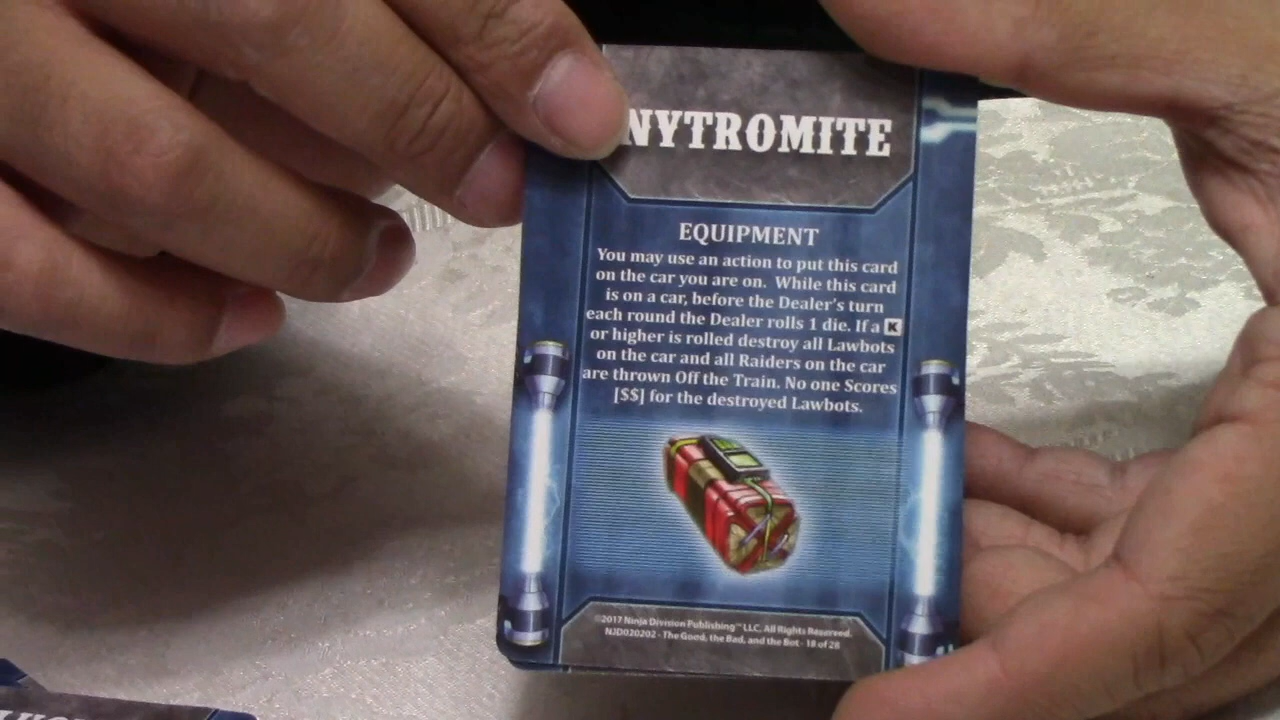 NYTROMITE
EQUIPMENT
You may use an action to put this card
on the car you are on. While this card
is on a car, before the Dealer's turn
each round the Dealer rolls 1 die. If a K
or higher is rolled destroy all Lawbots
on the car and all Raiders on the car
are thrown Off the Train. No one Scores
[$$] for the destroyed Lawbots.
©2017 Ninja Division Publishing™ LLC, All Rights Reserved.
NJD020202 - The Good, the Bad, and the Bot - 18 of 28